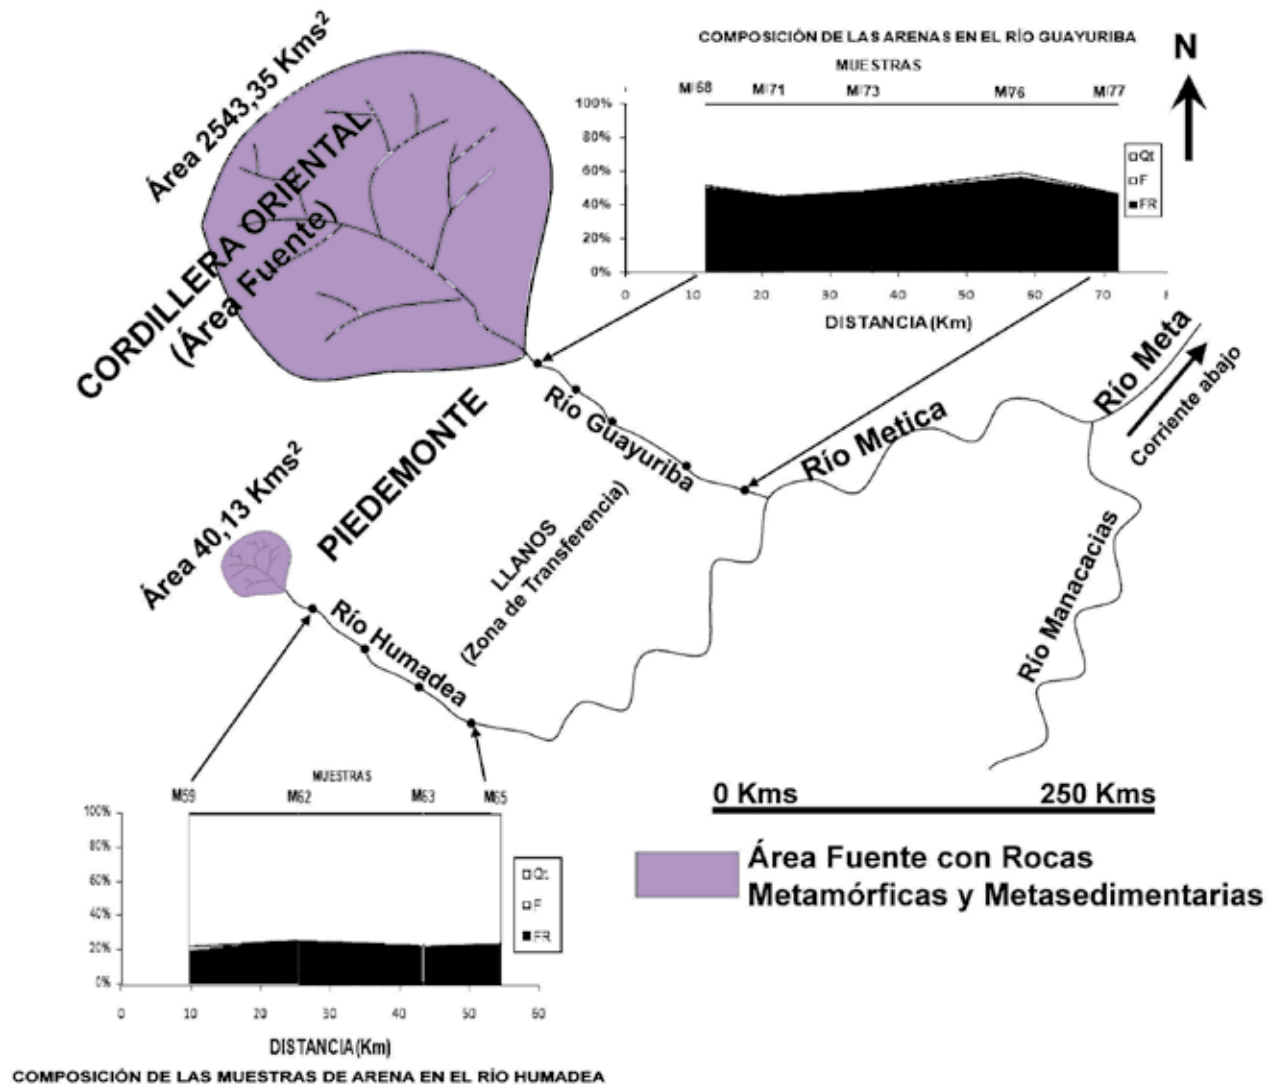 COMPOSICIÓN DE LAS ARENAS EN EL RÍO GUAYURIBA
MUESTRAS
M68 M71 M73 M76 M77
100%
80%
60%
40%
20%
0%
0 10 20 30 40 50 60 70
DISTANCIA(Km)
Qt
F
FR
N
Área 2543,35 Kms²
CORDILLERA ORIENTAL
(Área Fuente)
PIEDEMONTE
Río Guayuriba
Río Metica
Río Meta
Corriente abajo
Área 40,13 Kms²
Río Humadea
LLANOS
(Zona de Transferencia)
Río Manacacias
MUESTRAS
M59 M62 M63 M65
100%
80%
60%
40%
20%
0%
0 10 20 30 40 50 60
DISTANCIA(Km)
Qt
F
FR
COMPOSICIÓN DE LAS MUESTRAS DE ARENA EN EL RÍO HUMADEA
0 Kms 250 Kms
Área Fuente con Rocas
Metamórficas y Metasedimentarias